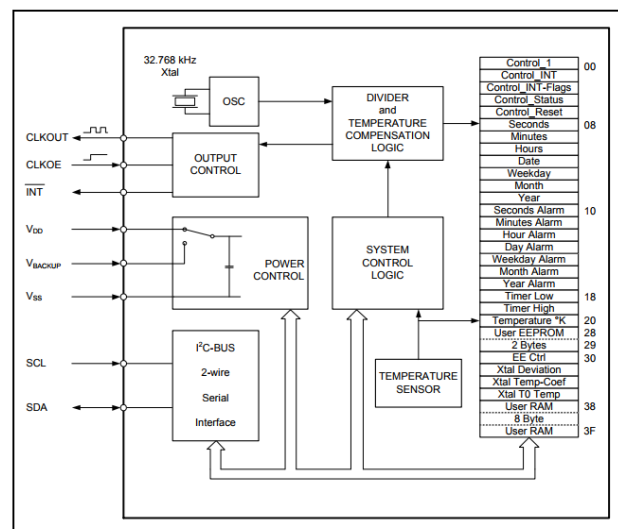 32.768 kHz
Xtal
OSC
DIVIDER
and
TEMPERATURE
COMPENSATION
LOGIC
CLKOUT
CLKOE
INT
OUTPUT
CONTROL
VDD
VBACKUP
VSS
POWER
CONTROL
SYSTEM
CONTROL
LOGIC
SCL
SDA
I²C-BUS
2-wire
Serial
Interface
TEMPERATURE
SENSOR
Control_1 00
Control_INT
Control_INT-Flags
Control_Status
Control_Reset
Seconds 08
Minutes
Hours
Date
Weekday
Month
Year
Seconds Alarm 10
Minutes Alarm
Hour Alarm
Day Alarm
Weekday Alarm
Month Alarm
Year Alarm
Timer Low 18
Timer High
Temperature °K 20
User EEPROM 28
2 Bytes 29
EE Ctrl 30
Xtal Deviation
Xtal Temp-Coef
Xtal T0 Temp
User RAM 38
8 Byte
User RAM 3F